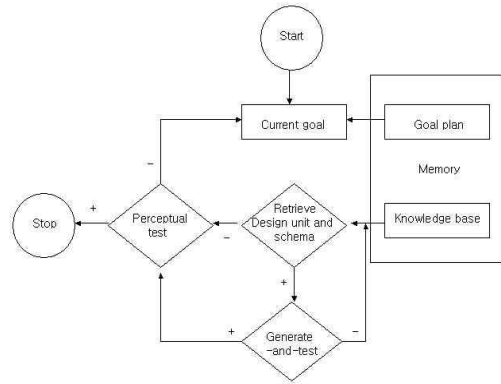 Start
Current goal
Goal plan
Memory
Knowledge base
Retrieve
Design unit and
schema
Perceptual
test
Stop
Generate
-and-test
-
+
-
+
+
-